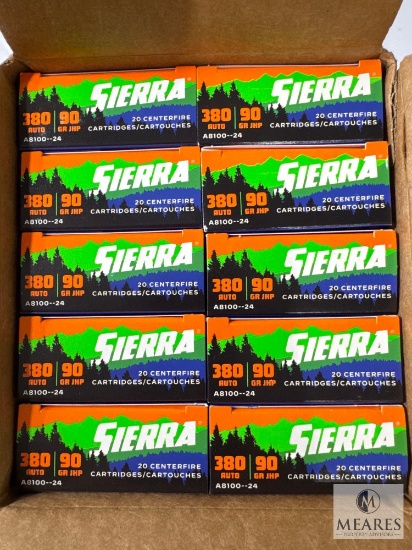 SIERRA
380 AUTO | 90 GR JHP
20 CENTERFIRE
CARTRIDGES/CARTOUCHES
A8100--24
SIERRA
380 AUTO | 90 GR JHP
20 CENTERFIRE
CARTRIDGES/CARTOUCHES
A8100--24
SIERRA
380 AUTO | 90 GR JHP
20 CENTERFIRE
CARTRIDGES/CARTOUCHES
A8100--24
SIERRA
380 AUTO | 90 GR JHP
20 CENTERFIRE
CARTRIDGES/CARTOUCHES
A8100--24
SIERRA
380 AUTO | 90 GR JHP
20 CENTERFIRE
CARTRIDGES/CARTOUCHES
A8100--24
SIERRA
380 AUTO | 90 GR JHP
20 CENTERFIRE
CARTRIDGES/CARTOUCHES
A8100--24
SIERRA
380 AUTO | 90 GR JHP
20 CENTERFIRE
CARTRIDGES/CARTOUCHES
A8100--24
SIERRA
380 AUTO | 90 GR JHP
20 CENTERFIRE
CARTRIDGES/CARTOUCHES
A8100--24
SIERRA
380 AUTO | 90 GR JHP
20 CENTERFIRE
CARTRIDGES/CARTOUCHES
A8100--24
SIERRA
380 AUTO | 90 GR JHP
20 CENTERFIRE
CARTRIDGES/CARTOUCHES
A8100--24
M
MEARES
PROPERTY ADVISORS